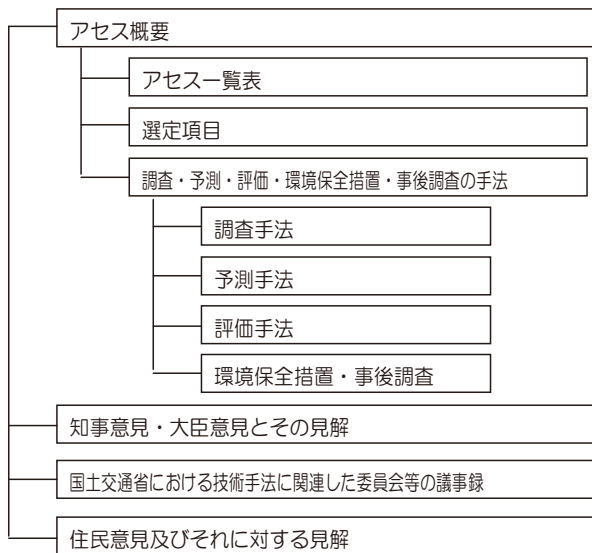 アセス概要
アセス一覧表
選定項目
調査・予測・評価・環境保全措置・事後調査の手法
調査手法
予測手法
評価手法
環境保全措置・事後調査
知事意見・大臣意見とその見解
国土交通省における技術手法に関連した委員会等の議事録
住民意見及びそれに対する見解